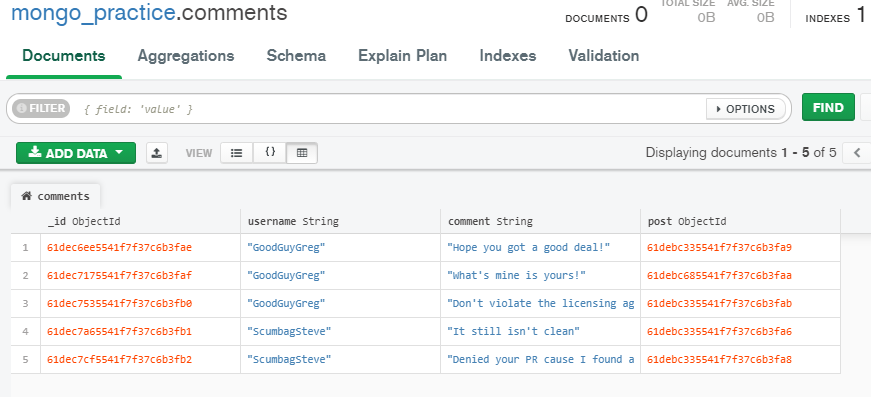 mongo_practice.comments
DOCUMENTS 0 TOTAL SIZE 0B AVG. SIZE 0B INDEXES 1
Documents Aggregations Schema Explain Plan Indexes Validation
FILTER { field: 'value' } OPTIONS FIND
ADD DATA VIEW {} Displaying documents 1 - 5 of 5
comments
_id ObjectId username String comment String post ObjectId
1 61dec6ee5541f7f37c6b3fae "GoodGuyGreg" "Hope you got a good deal!" 61debc335541f7f37c6b3fa9
2 61dec7175541f7f37c6b3faf "GoodGuyGreg" "What's mine is yours!" 61debc685541f7f37c6b3faa
3 61dec7535541f7f37c6b3fb0 "GoodGuyGreg" "Don't violate the licensing ag 61debc335541f7f37c6b3fab
4 61dec7a65541f7f37c6b3fb1 "ScumbagSteve" "It still isn't clean" 61debc335541f7f37c6b3fa6
5 61dec7cf5541f7f37c6b3fb2 "ScumbagSteve" "Denied your PR cause I found a 61debc335541f7f37c6b3fa8